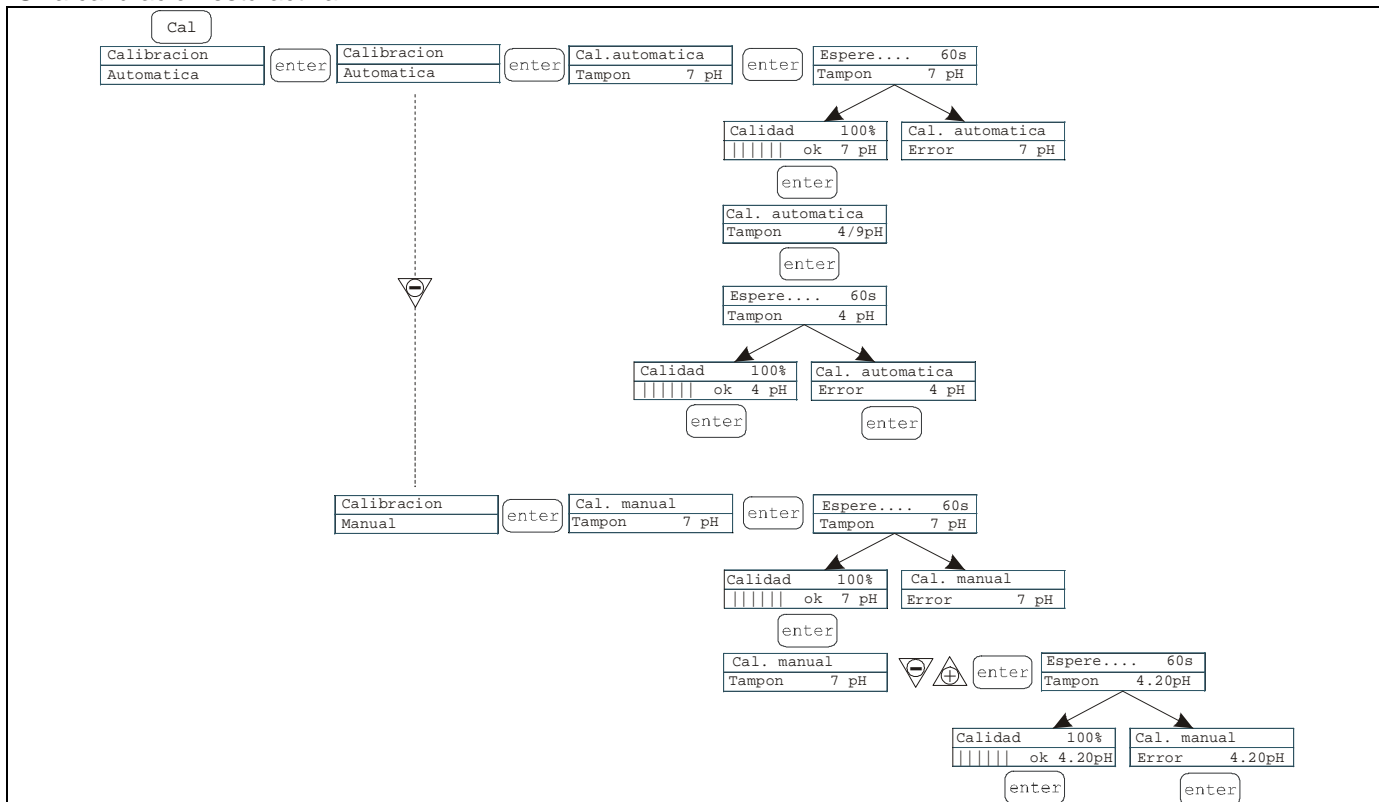 Cal
Calibracion
Automatica
enter
Calibracion
Automatica
enter
Cal.automatica
Tampon 7 pH
enter
Espere.... 60s
Tampon 7 pH
Calidad 100%
|||||| ok 7 pH
Cal. automatica
Error 7 pH
enter
Cal. automatica
Tampon 4/9pH
enter
Espere.... 60s
Tampon 4 pH
Calidad 100%
|||||| ok 4 pH
Cal. automatica
Error 4 pH
enter
enter
Calibracion
Manual
enter
Cal. manual
Tampon 7 pH
enter
Espere.... 60s
Tampon 7 pH
Calidad 100%
|||||| ok 7 pH
Cal. manual
Error 7 pH
enter
Cal. manual
Tampon 7 pH
enter
Espere.... 60s
Tampon 4.20pH
Calidad 100%
|||||| ok 4.20pH
Cal. manual
Error 4.20pH
enter
enter